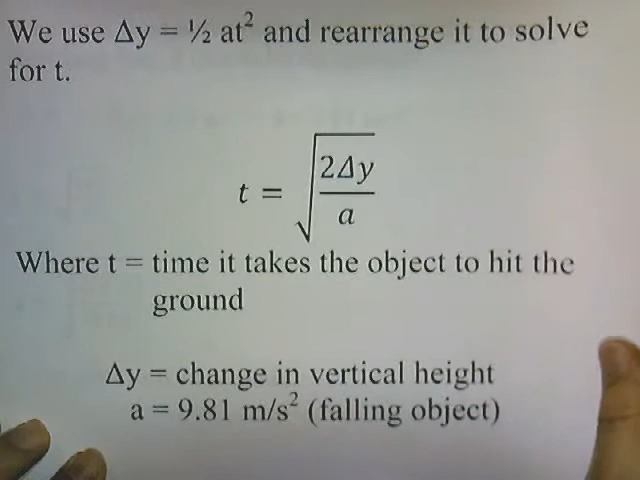 We use Δy = ½ at² and rearrange it to solve
for t.
t = √(2Δy/a)
Where t = time it takes the object to hit the
ground
Δy = change in vertical height
a = 9.81 m/s² (falling object)